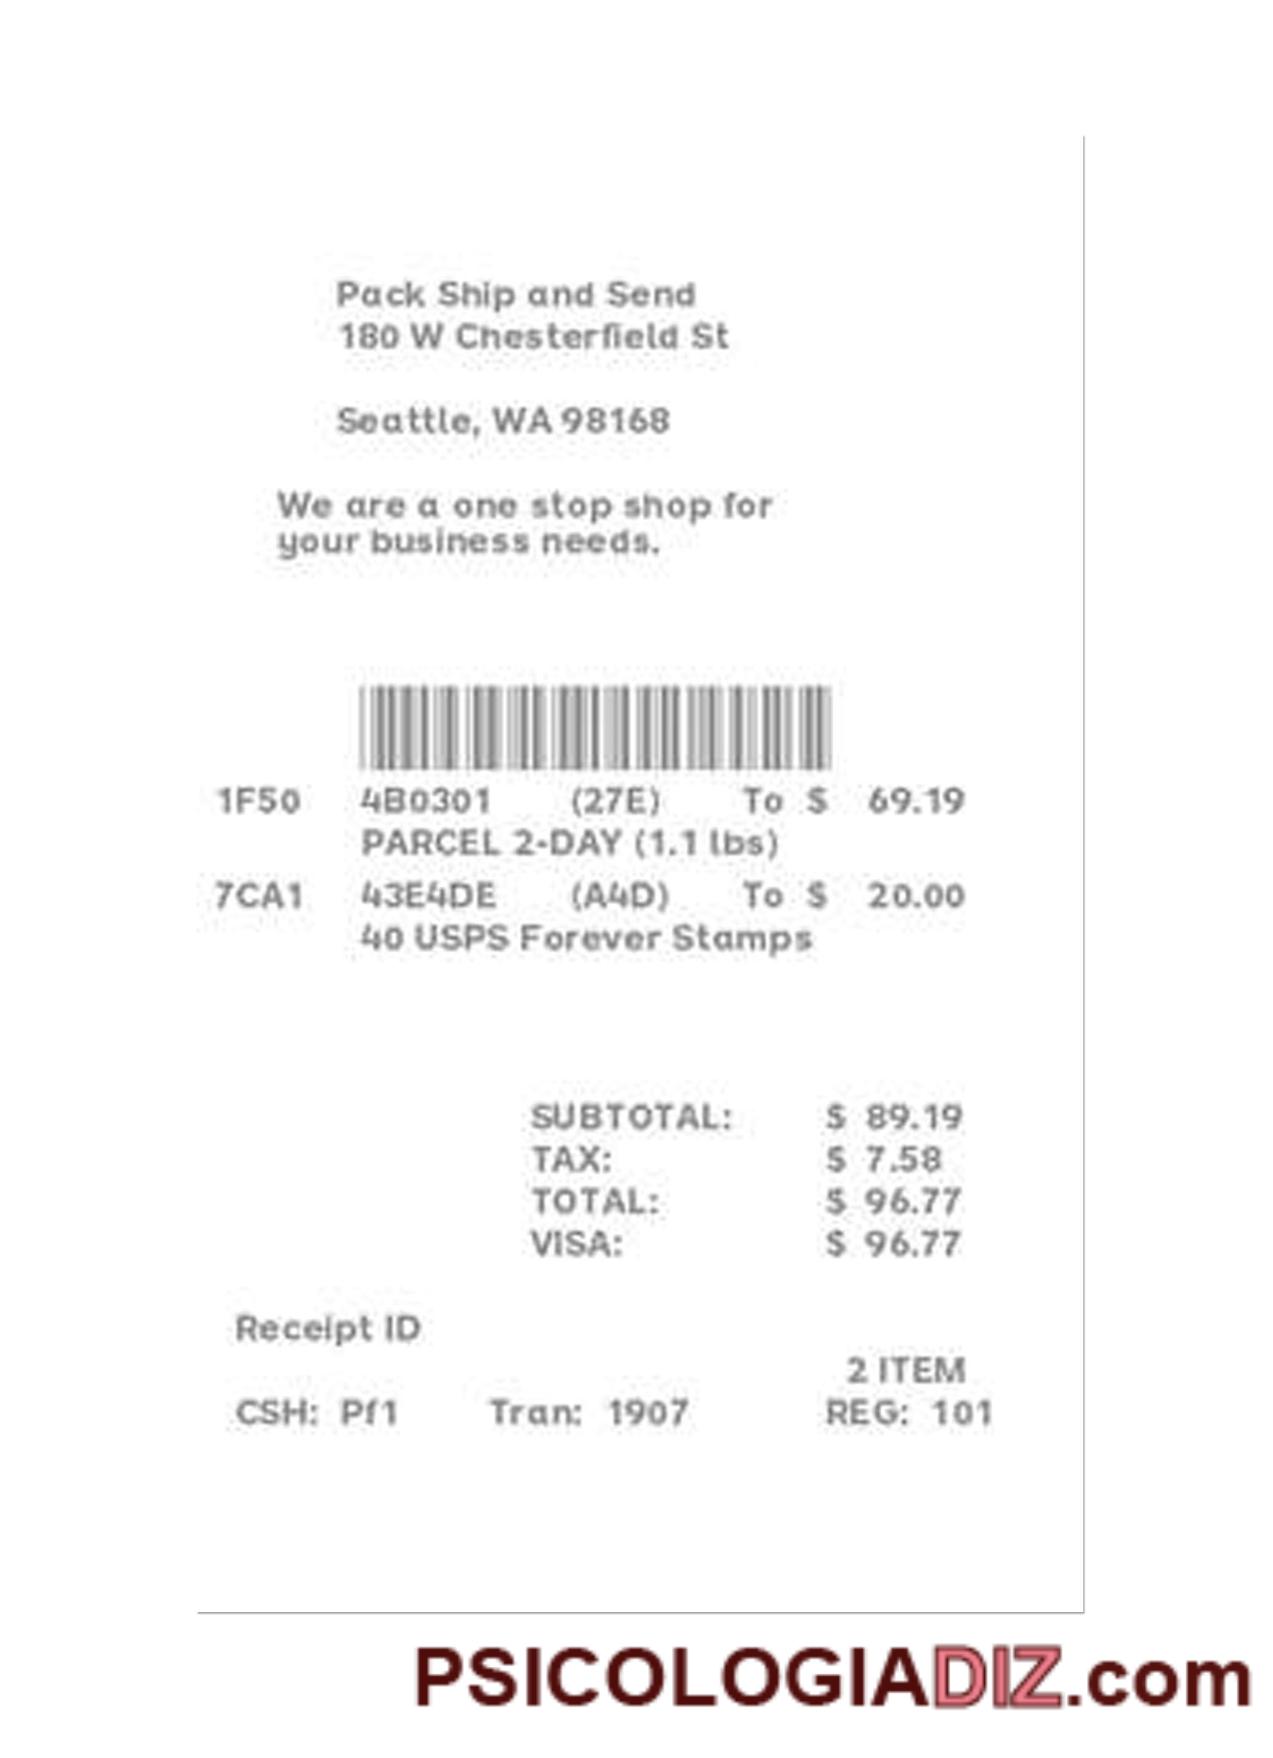 Pack Ship and Send
180 W Chesterfield St
Seattle, WA 98168
We are a one stop shop for
your business needs.
1F50 4B0301 (27E) To $ 69.19
PARCEL 2-DAY (1.1 lbs)
7CA1 43E4DE (A4D) To $ 20.00
40 USPS Forever Stamps
SUBTOTAL: $ 89.19
TAX: $ 7.58
TOTAL: $ 96.77
VISA: $ 96.77
Receipt ID
2 ITEM
CSH: Pf1 Tran: 1907 REG: 101
PSICOLOGIADIZ.com